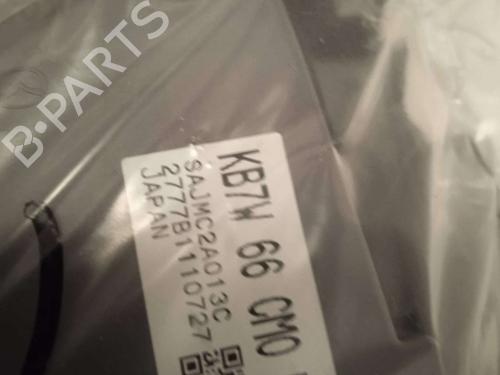 B-PARTS
KB7W 66 CM0
SAJMC2A013C
2777B1110727
JAPAN